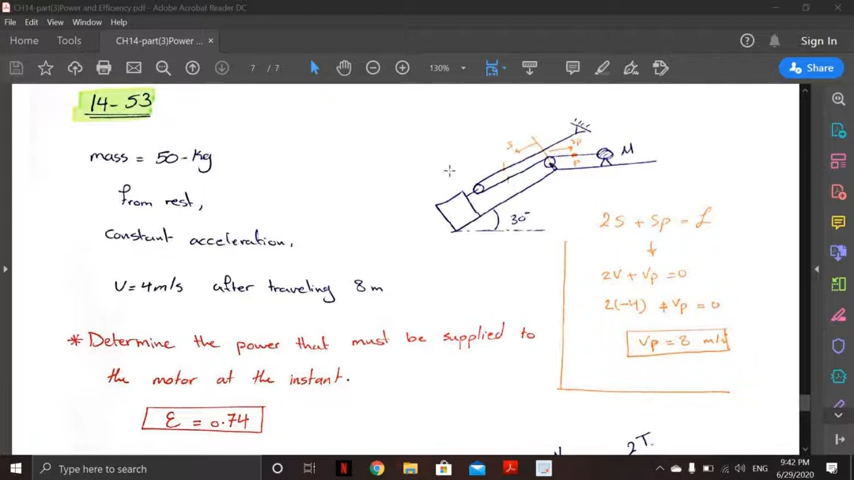 CH14-part(3)Power and Efficency.pdf - Adobe Acrobat Reader DC
File Edit View Window Help
Home Tools CH14-part(3)Power ... × Sign In
7 / 7 130% Share
14-53
mass = 50-kg
from rest,
constant acceleration,
v = 4 m/s after traveling 8 m
* Determine the power that must be supplied to
the motor at the instant.
ε = 0.74
s
sp
P
M
30°
2s + sp = L
2v + vp = 0
2(-4) + vp = 0
vp = 8 m/s
2T.
Type here to search
ENG
9:42 PM
6/29/2020